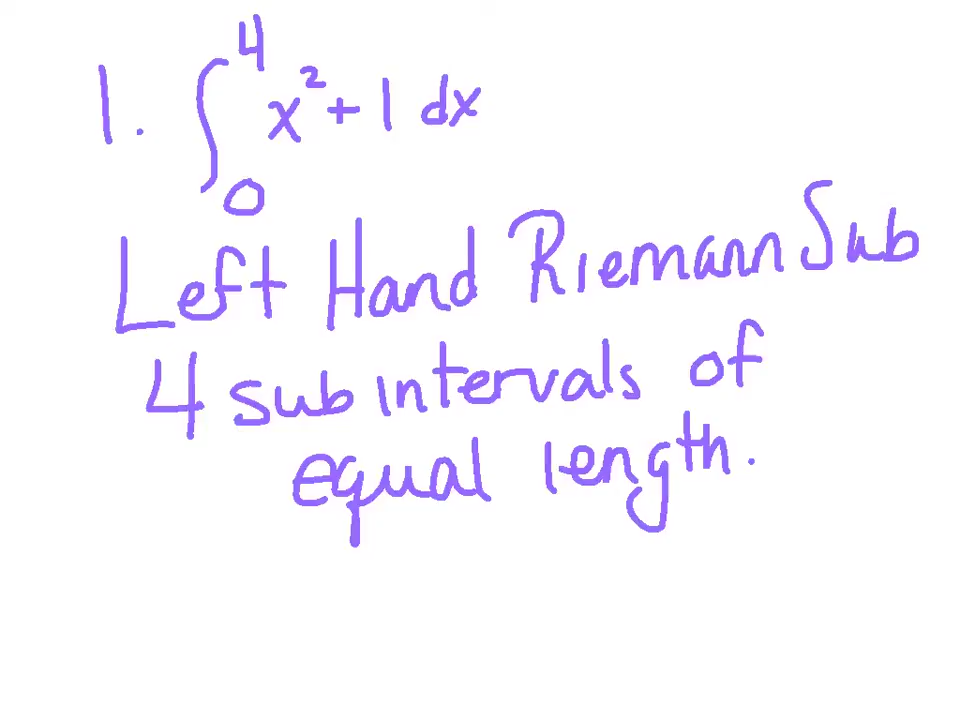 1. ∫₀⁴ x² + 1 dx
Left Hand Riemann Sub
4 subintervals of
equal length.